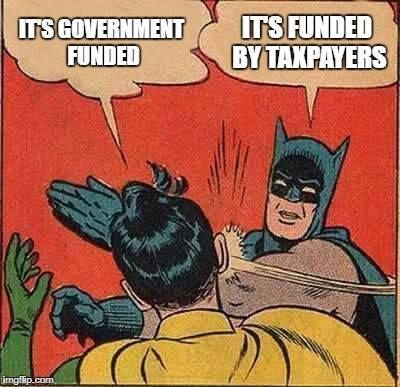 IT'S GOVERNMENT
FUNDED
IT'S FUNDED
BY TAXPAYERS
imgflip.com